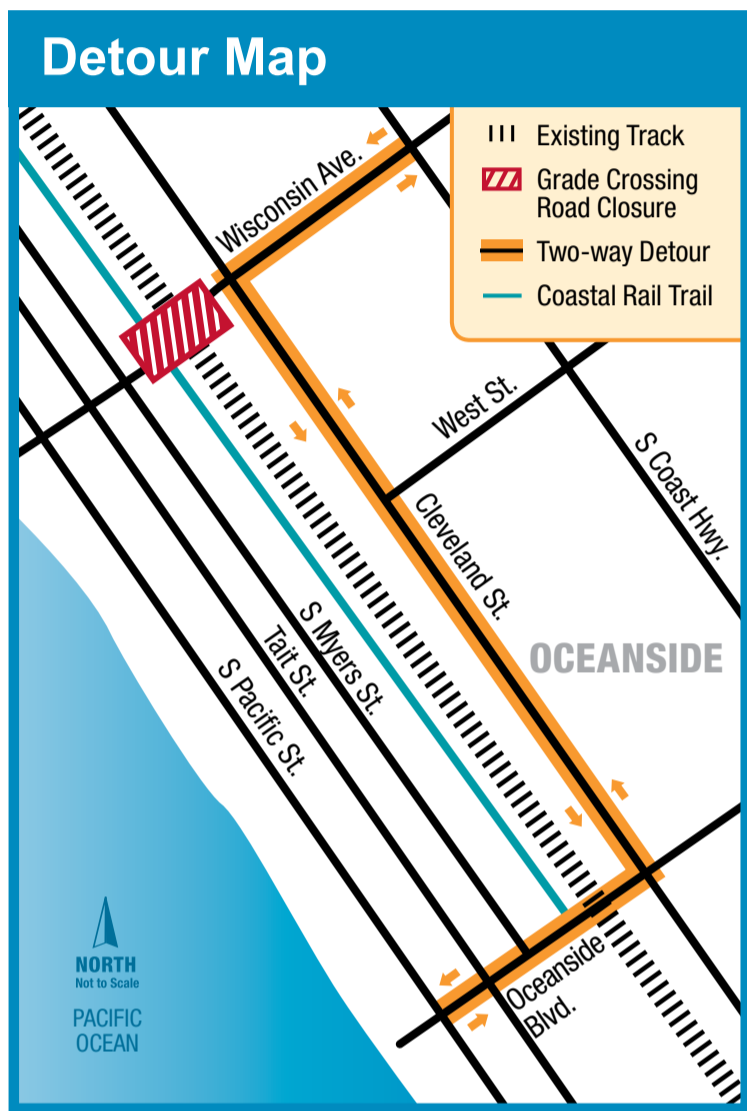 Detour Map
Existing Track
Grade Crossing
Road Closure
Two-way Detour
Coastal Rail Trail
Wisconsin Ave.
West St.
S Coast Hwy.
Cleveland St.
OCEANSIDE
S Myers St.
Tait St.
S Pacific St.
Oceanside
Blvd.
NORTH
Not to Scale
PACIFIC
OCEAN